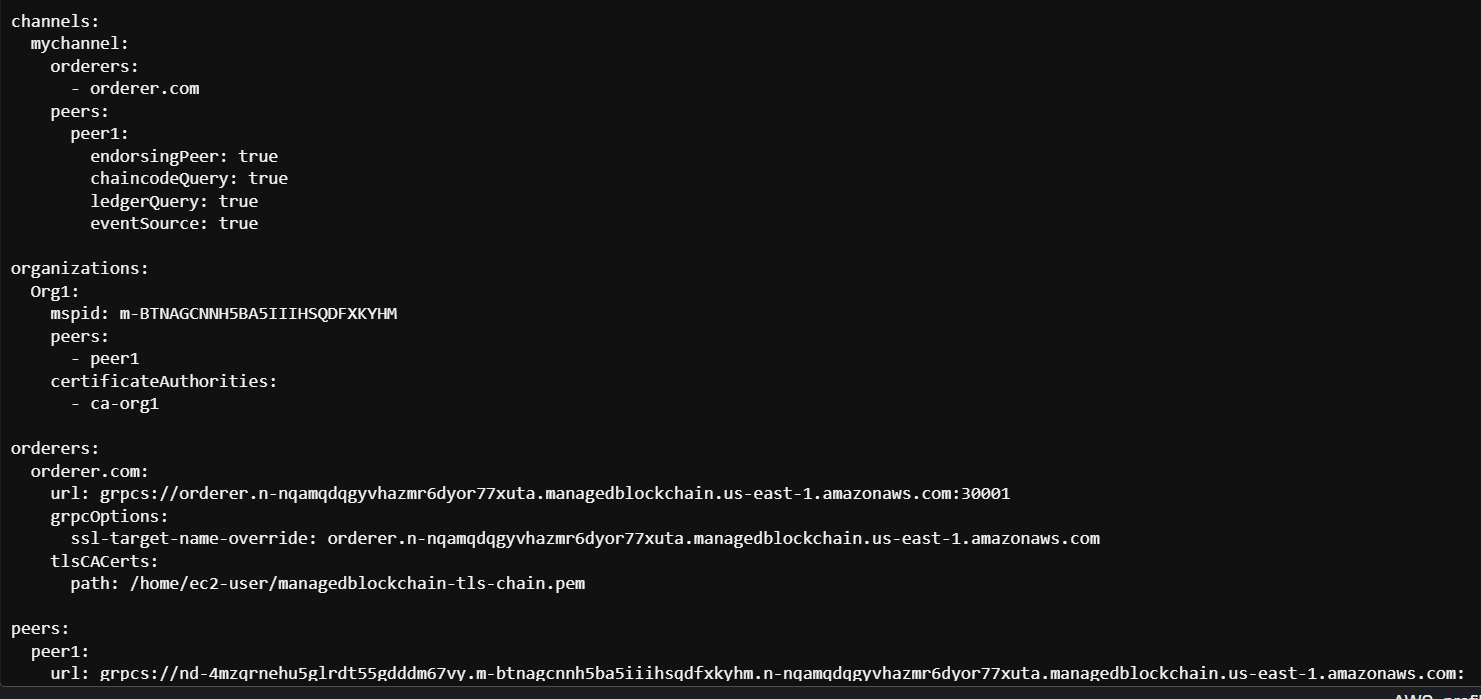 channels:
  mychannel:
    orderers:
      - orderer.com
    peers:
      peer1:
        endorsingPeer: true
        chaincodeQuery: true
        ledgerQuery: true
        eventSource: true

organizations:
  Org1:
    mspid: m-BTNAGCNNH5BA5IIIHSQDFXKYHM
    peers:
      - peer1
    certificateAuthorities:
      - ca-org1

orderers:
  orderer.com:
    url: grpcs://orderer.n-nqamqdqgyvhazmr6dyor77xuta.managedblockchain.us-east-1.amazonaws.com:30001
    grpcOptions:
      ssl-target-name-override: orderer.n-nqamqdqgyvhazmr6dyor77xuta.managedblockchain.us-east-1.amazonaws.com
    tlsCACerts:
      path: /home/ec2-user/managedblockchain-tls-chain.pem

peers:
  peer1:
    url: grpcs://nd-4mzqrnehu5glrdt55gdddm67vy.m-btnagcnnh5ba5iiihsqdfxkyhm.n-nqamqdqgyvhazmr6dyor77xuta.managedblockchain.us-east-1.amazonaws.com: